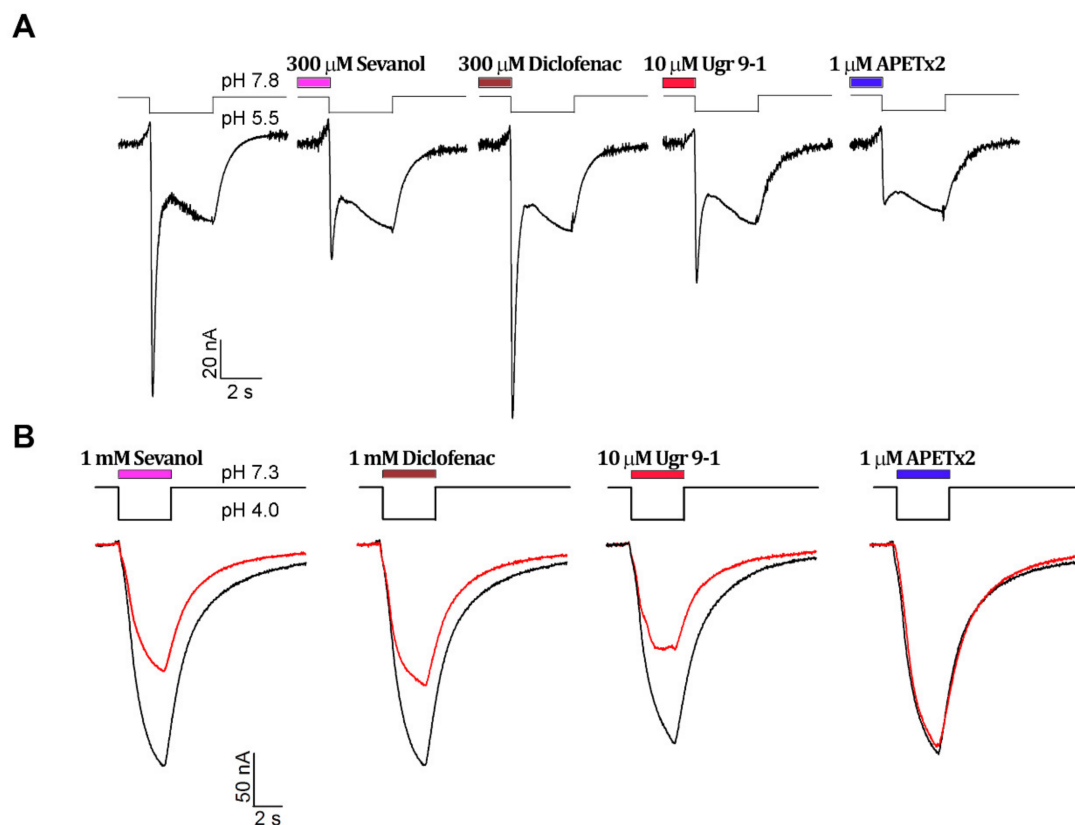 A
300 μM Sevanol
300 μM Diclofenac
10 μM Ugr 9-1
1 μM APETx2
pH 7.8
pH 5.5
20 nA
2 s
B
1 mM Sevanol
1 mM Diclofenac
10 μM Ugr 9-1
1 μM APETx2
pH 7.3
pH 4.0
50 nA
2 s